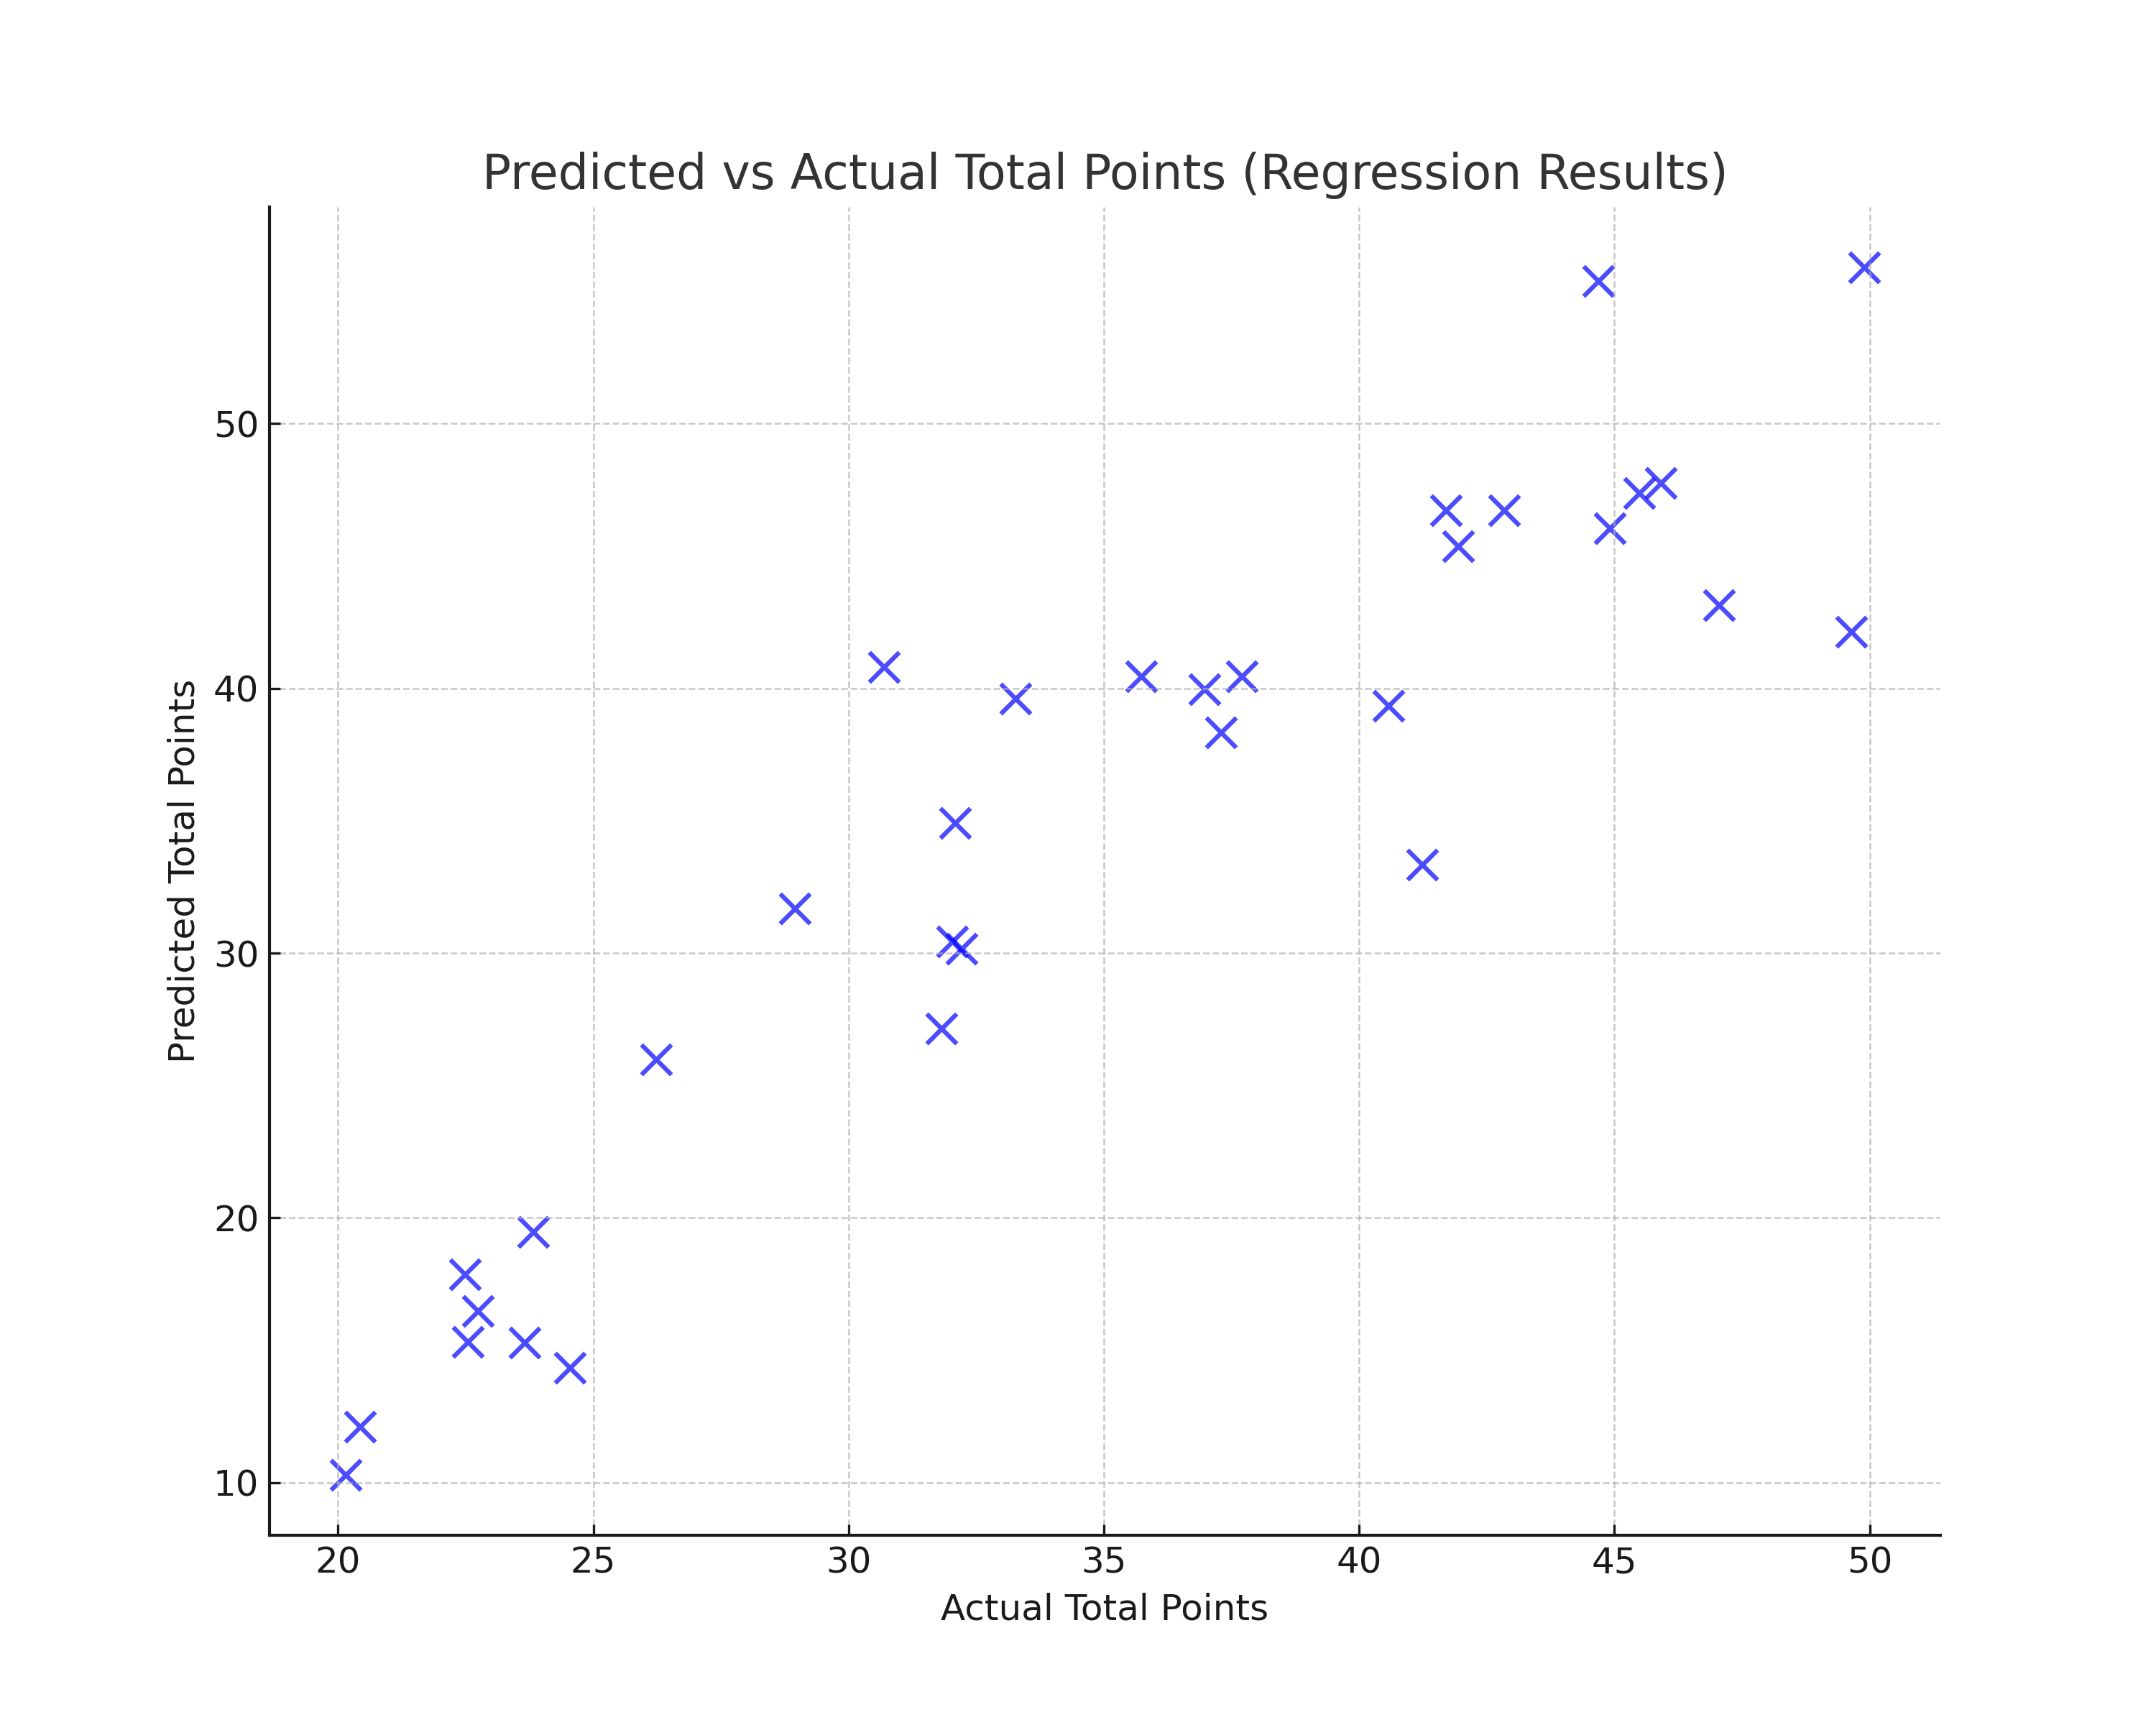 Predicted vs Actual Total Points (Regression Results)
Predicted Total Points
50
40
30
20
10
20 25 30 35 40 45 50
Actual Total Points